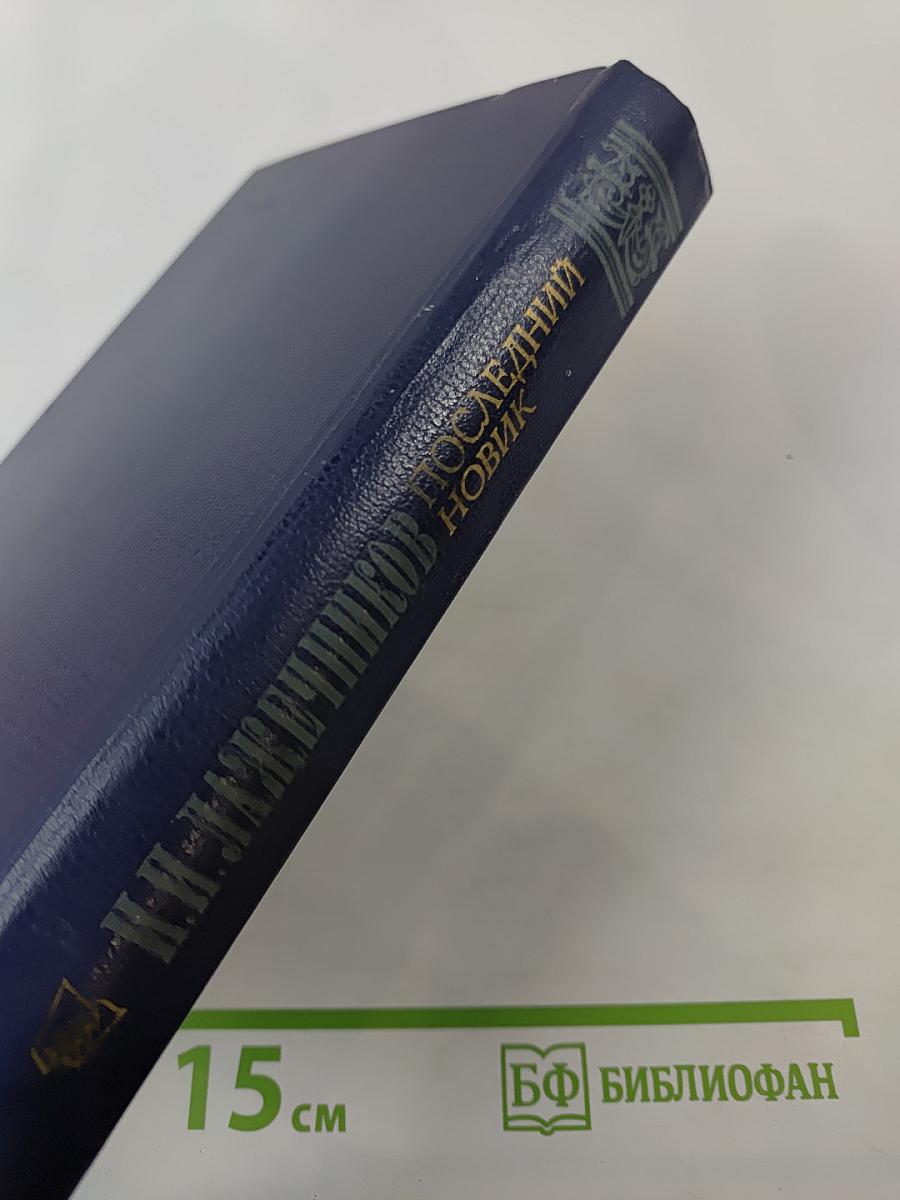 И.И.ЛАЖЕЧНИКОВ
ПОСЛЕДНИЙ
НОВИК
15 см
БФ БИБЛИОФАН